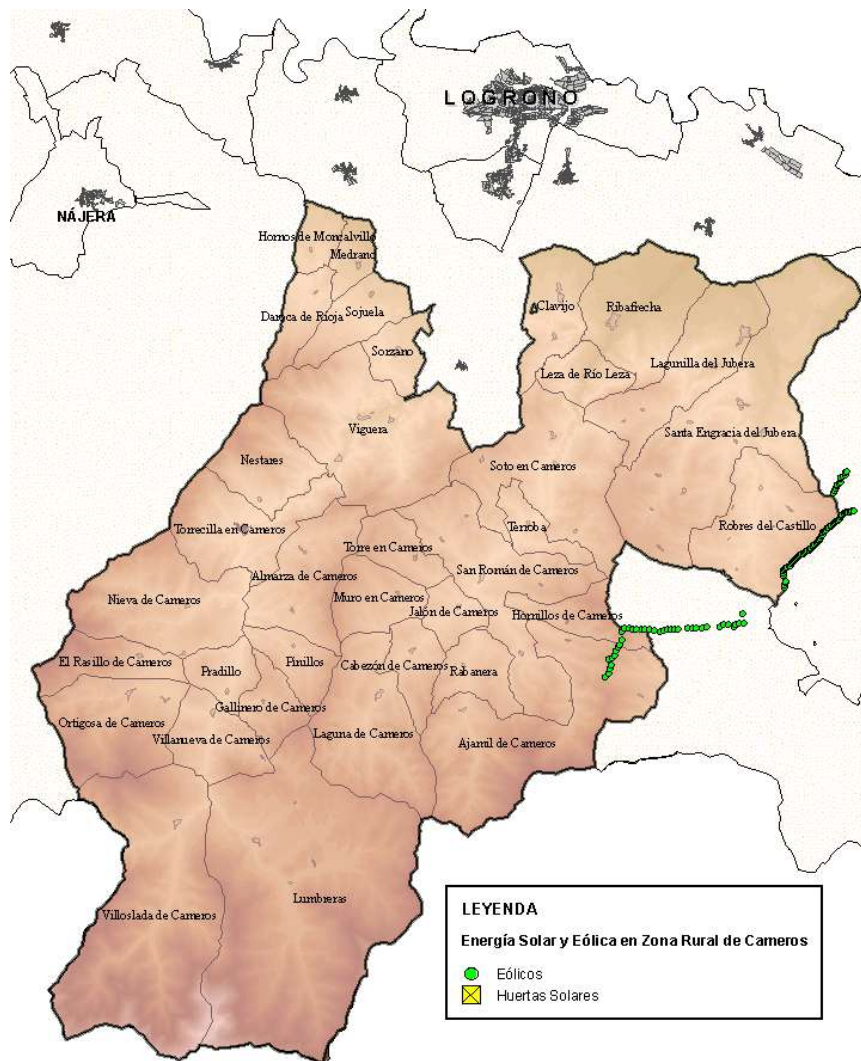 LOGROÑO
NÁJERA
Hornos de Moncalvillo
Medrano
Daroca de Rioja
Sojuela
Sorzano
Clavijo
Ribafrecha
Leza de Río Leza
Lagunilla del Jubera
Viguera
Santa Engracia del Jubera
Nestares
Soto en Cameros
Torrecilla en Cameros
Terroba
Robres del Castillo
Torre en Cameros
Almarza de Cameros
San Román de Cameros
Nieva de Cameros
Muro en Cameros
Jalón de Cameros
Hornillos de Cameros
El Rasillo de Cameros
Pradillo
Pinillos
Cabezón de Cameros
Rabanera
Gallinero de Cameros
Ortigosa de Cameros
Villanueva de Cameros
Laguna de Cameros
Ajamil de Cameros
Lumbreras
Villoslada de Cameros
LEYENDA
Energía Solar y Eólica en Zona Rural de Cameros
Eólicos
Huertas Solares